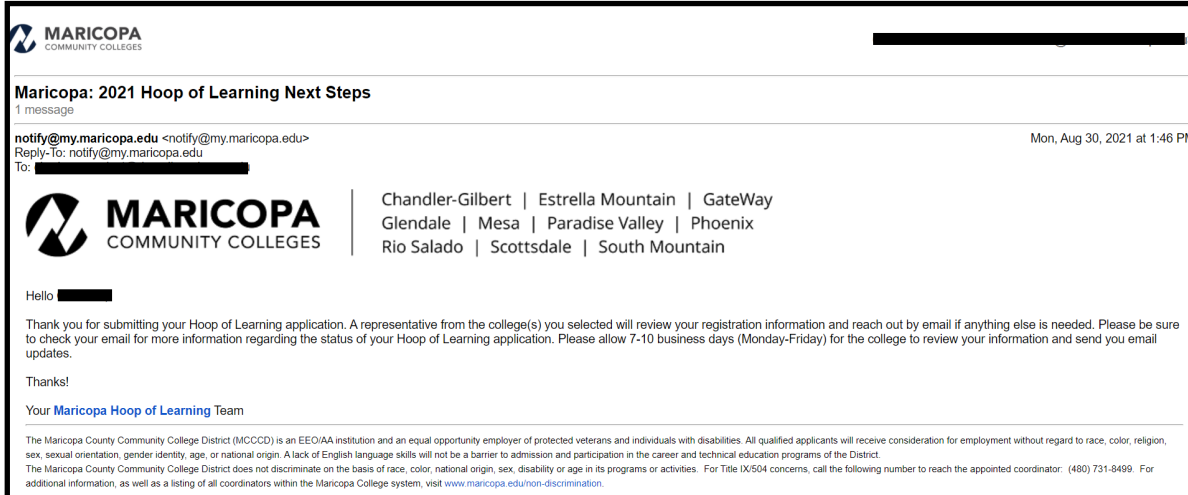 MARICOPA
COMMUNITY COLLEGES
Maricopa: 2021 Hoop of Learning Next Steps
1 message
notify@my.maricopa.edu <notify@my.maricopa.edu>
Mon, Aug 30, 2021 at 1:46 PM
Reply-To: notify@my.maricopa.edu
To:
MARICOPA
COMMUNITY COLLEGES
Chandler-Gilbert | Estrella Mountain | GateWay
Glendale | Mesa | Paradise Valley | Phoenix
Rio Salado | Scottsdale | South Mountain
Hello
Thank you for submitting your Hoop of Learning application. A representative from the college(s) you selected will review your registration information and reach out by email if anything else is needed. Please be sure
to check your email for more information regarding the status of your Hoop of Learning application. Please allow 7-10 business days (Monday-Friday) for the college to review your information and send you email
updates.
Thanks!
Your Maricopa Hoop of Learning Team
The Maricopa County Community College District (MCCCD) is an EEO/AA institution and an equal opportunity employer of protected veterans and individuals with disabilities. All qualified applicants will receive consideration for employment without regard to race, color, religion,
sex, sexual orientation, gender identity, age, or national origin. A lack of English language skills will not be a barrier to admission and participation in the career and technical education programs of the District.
The Maricopa County Community College District does not discriminate on the basis of race, color, national origin, sex, disability or age in its programs or activities. For Title IX/504 concerns, call the following number to reach the appointed coordinator: (480) 731-8499. For
additional information, as well as a listing of all coordinators within the Maricopa College system, visit www.maricopa.edu/non-discrimination.